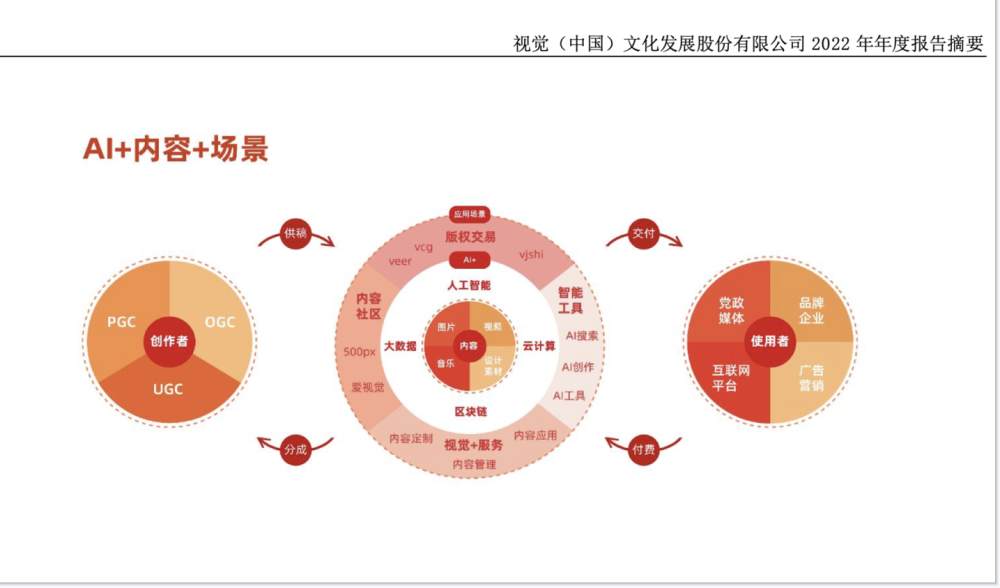 视觉（中国）文化发展股份有限公司 2022 年年度报告摘要
AI+内容+场景
供稿
分成
PGC
OGC
UGC
创作者
应用场景
版权交易
vcg
veer
vjshi
AI+
人工智能
内容
社区
500px
爱视觉
大数据
图片
视频
内容
音乐
设计
素材
云计算
区块链
智能
工具
AI搜索
AI创作
AI工具
内容定制
视觉+服务
内容应用
内容管理
交付
付费
党政
媒体
品牌
企业
使用者
互联网
平台
广告
营销